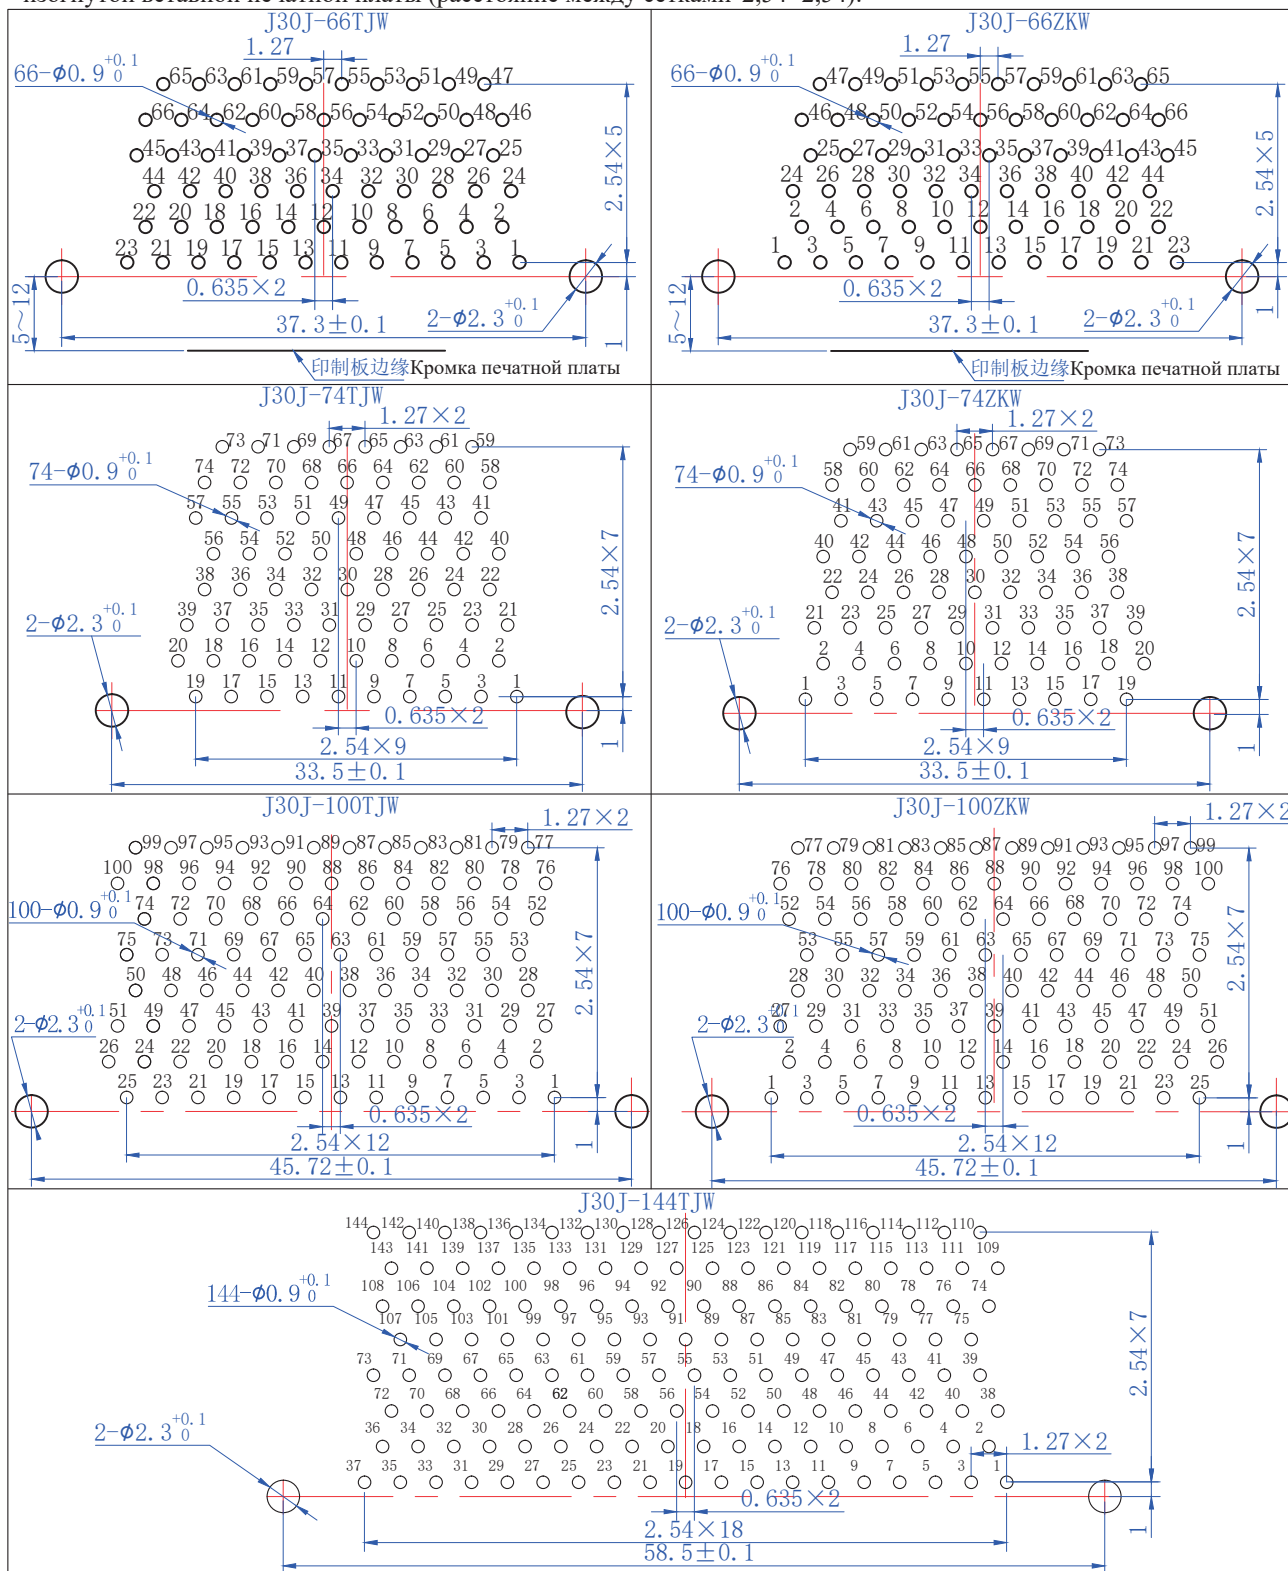 изогнутой вставной печатной платы (расстояние между сетками 2,54*2,54).
J30J-66TJW
1.27
66-ϕ0.9 +0.1 0
65 63 61 59 57 55 53 51 49 47
66 64 62 60 58 56 54 52 50 48 46
45 43 41 39 37 35 33 31 29 27 25
44 42 40 38 36 34 32 30 28 26 24
22 20 18 16 14 12 10 8 6 4 2
23 21 19 17 15 13 11 9 7 5 3 1
2.54×5
0.635×2
2-ϕ2.3 +0.1 0
37.3±0.1
5~12
1
印制板边缘Кромка печатной платы
J30J-66ZKW
1.27
66-ϕ0.9 +0.1 0
47 49 51 53 55 57 59 61 63 65
46 48 50 52 54 56 58 60 62 64 66
25 27 29 31 33 35 37 39 41 43 45
24 26 28 30 32 34 36 38 40 42 44
2 4 6 8 10 12 14 16 18 20 22
1 3 5 7 9 11 13 15 17 19 21 23
2.54×5
0.635×2
2-ϕ2.3 +0.1 0
37.3±0.1
5~12
1
印制板边缘Кромка печатной платы
J30J-74TJW
1.27×2
73 71 69 67 65 63 61 59
74 72 70 68 66 64 62 60 58
74-ϕ0.9 +0.1 0
57 55 53 51 49 47 45 43 41
56 54 52 50 48 46 44 42 40
38 36 34 32 30 28 26 24 22
39 37 35 33 31 29 27 25 23 21
2-ϕ2.3 +0.1 0
20 18 16 14 12 10 8 6 4 2
19 17 15 13 11 9 7 5 3 1
2.54×7
0.635×2
2.54×9
33.5±0.1
1
J30J-74ZKW
1.27×2
59 61 63 65 67 69 71 73
58 60 62 64 66 68 70 72 74
74-ϕ0.9 +0.1 0
41 43 45 47 49 51 53 55 57
40 42 44 46 48 50 52 54 56
22 24 26 28 30 32 34 36 38
21 23 25 27 29 31 33 35 37 39
2-ϕ2.3 +0.1 0
2 4 6 8 10 12 14 16 18 20
1 3 5 7 9 11 13 15 17 19
2.54×7
0.635×2
2.54×9
33.5±0.1
1
J30J-100TJW
1.27×2
99 97 95 93 91 89 87 85 83 81 79 77
100 98 96 94 92 90 88 86 84 82 80 78 76
100-ϕ0.9 +0.1 0
74 72 70 68 66 64 62 60 58 56 54 52
75 73 71 69 67 65 63 61 59 57 55 53
50 48 46 44 42 40 38 36 34 32 30 28
2-ϕ2.3 +0.1 0
51 49 47 45 43 41 39 37 35 33 31 29 27
26 24 22 20 18 16 14 12 10 8 6 4 2
25 23 21 19 17 15 13 11 9 7 5 3 1
2.54×7
0.635×2
2.54×12
45.72±0.1
1
J30J-100ZKW
1.27×2
77 79 81 83 85 87 89 91 93 95 97 99
76 78 80 82 84 86 88 90 92 94 96 98 100
100-ϕ0.9 +0.1 0
52 54 56 58 60 62 64 66 68 70 72 74
53 55 57 59 61 63 65 67 69 71 73 75
28 30 32 34 36 38 40 42 44 46 48 50
2-ϕ2.3 +0.1 0
27 29 31 33 35 37 39 41 43 45 47 49 51
2 4 6 8 10 12 14 16 18 20 22 24 26
1 3 5 7 9 11 13 15 17 19 21 23 25
2.54×7
0.635×2
2.54×12
45.72±0.1
1
J30J-144TJW
144 142 140 138 136 134 132 130 128 126 124 122 120 118 116 114 112 110
143 141 139 137 135 133 131 129 127 125 123 121 119 117 115 113 111 109
144-ϕ0.9 +0.1 0
108 106 104 102 100 98 96 94 92 90 88 86 84 82 80 78 76 74
107 105 103 101 99 97 95 93 91 89 87 85 83 81 79 77 75
73 71 69 67 65 63 61 59 57 55 53 51 49 47 45 43 41 39
72 70 68 66 64 62 60 58 56 54 52 50 48 46 44 42 40 38
2-ϕ2.3 +0.1 0
36 34 32 30 28 26 24 22 20 18 16 14 12 10 8 6 4 2
37 35 33 31 29 27 25 23 21 19 17 15 13 11 9 7 5 3 1
2.54×7
1.27×2
0.635×2
2.54×18
58.5±0.1
1